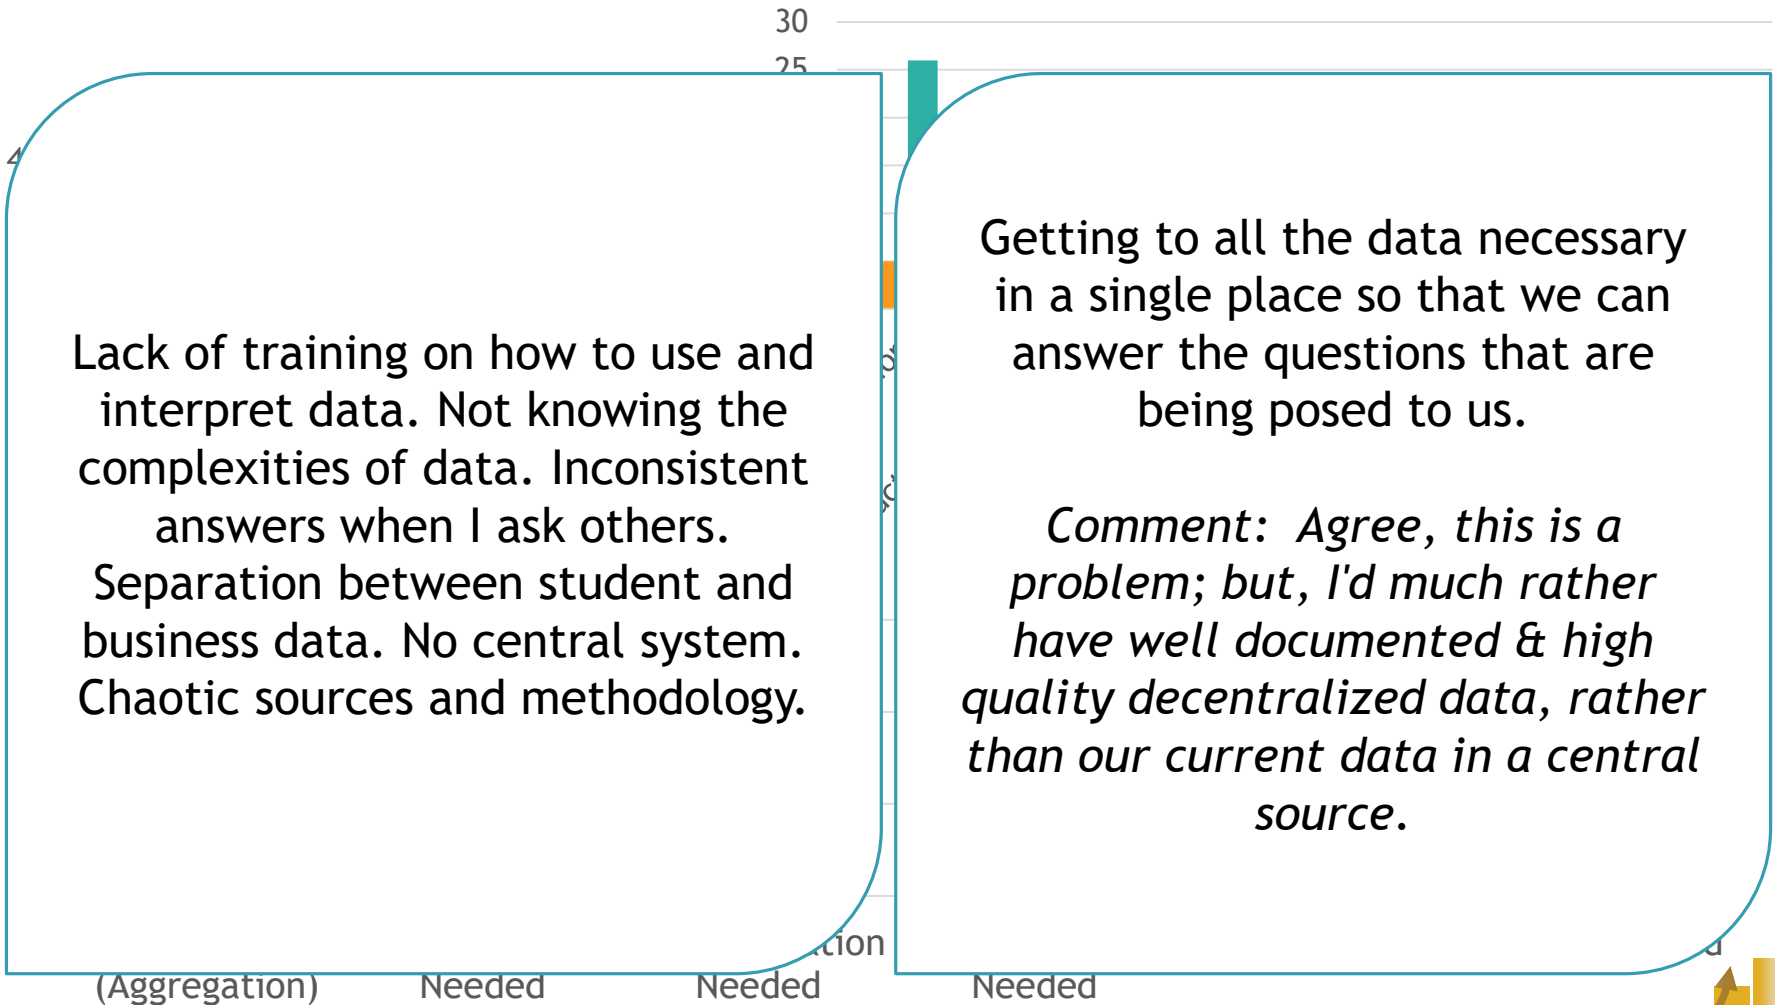 30
25
Lack of training on how to use and
interpret data. Not knowing the
complexities of data. Inconsistent
answers when I ask others.
Separation between student and
business data. No central system.
Chaotic sources and methodology.
Getting to all the data necessary
in a single place so that we can
answer the questions that are
being posed to us.
Comment:  Agree, this is a
problem; but, I'd much rather
have well documented & high
quality decentralized data, rather
than our current data in a central
source.
(Aggregation)
Needed
Needed
Needed